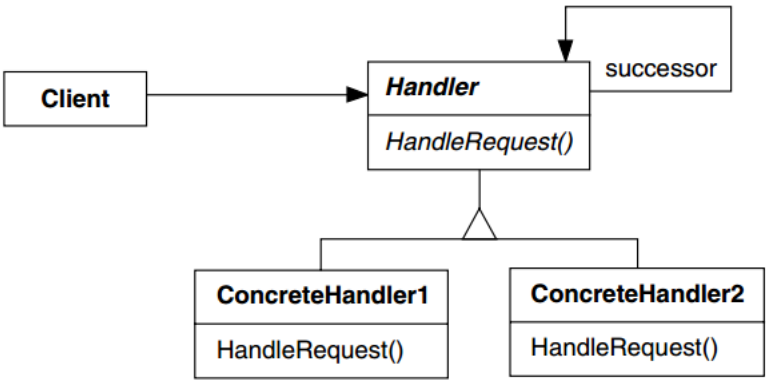 successor
Client
Handler
HandleRequest()
ConcreteHandler1
HandleRequest()
ConcreteHandler2
HandleRequest()